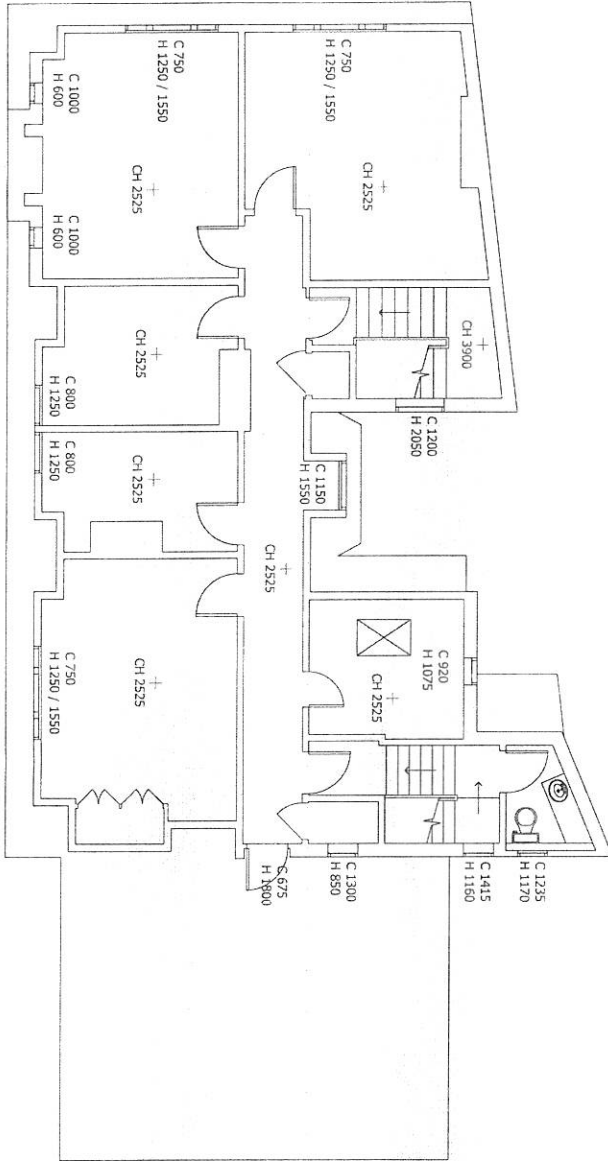 C 750
H 1250 / 1550
C 750
H 1250 / 1550
C 1000
H 600
CH 2525
CH 2525
C 1000
H 600
CH 3900
CH 2525
C 800
H 1250
C 1200
H 2050
C 800
H 1250
CH 2525
C 1150
H 1550
CH 2525
C 920
H 1075
CH 2525
C 750
H 1250 / 1550
CH 2525
C 675
H 1800
C 1300
H 850
C 1415
H 1160
C 1235
H 1170